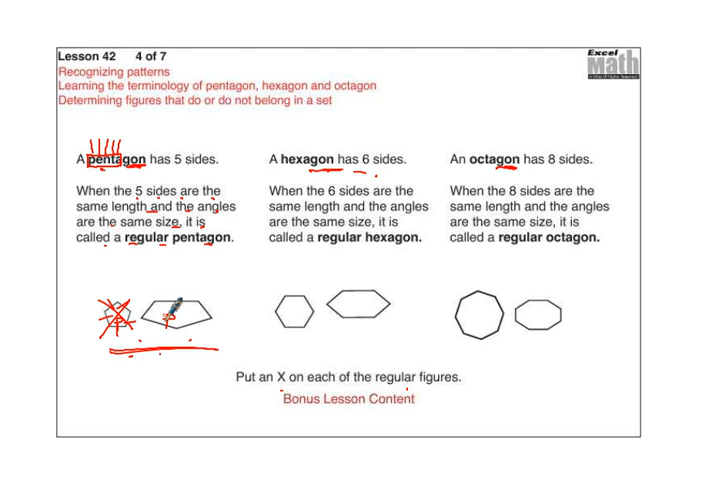 Lesson 42 4 of 7
Excel
Math
Recognizing patterns
Learning the terminology of pentagon, hexagon and octagon
Determining figures that do or do not belong in a set
A pentagon has 5 sides.
When the 5 sides are the
same length and the angles
are the same size, it is
called a regular pentagon.
A hexagon has 6 sides.
When the 6 sides are the
same length and the angles
are the same size, it is
called a regular hexagon.
An octagon has 8 sides.
When the 8 sides are the
same length and the angles
are the same size, it is
called a regular octagon.
Put an X on each of the regular figures.
Bonus Lesson Content